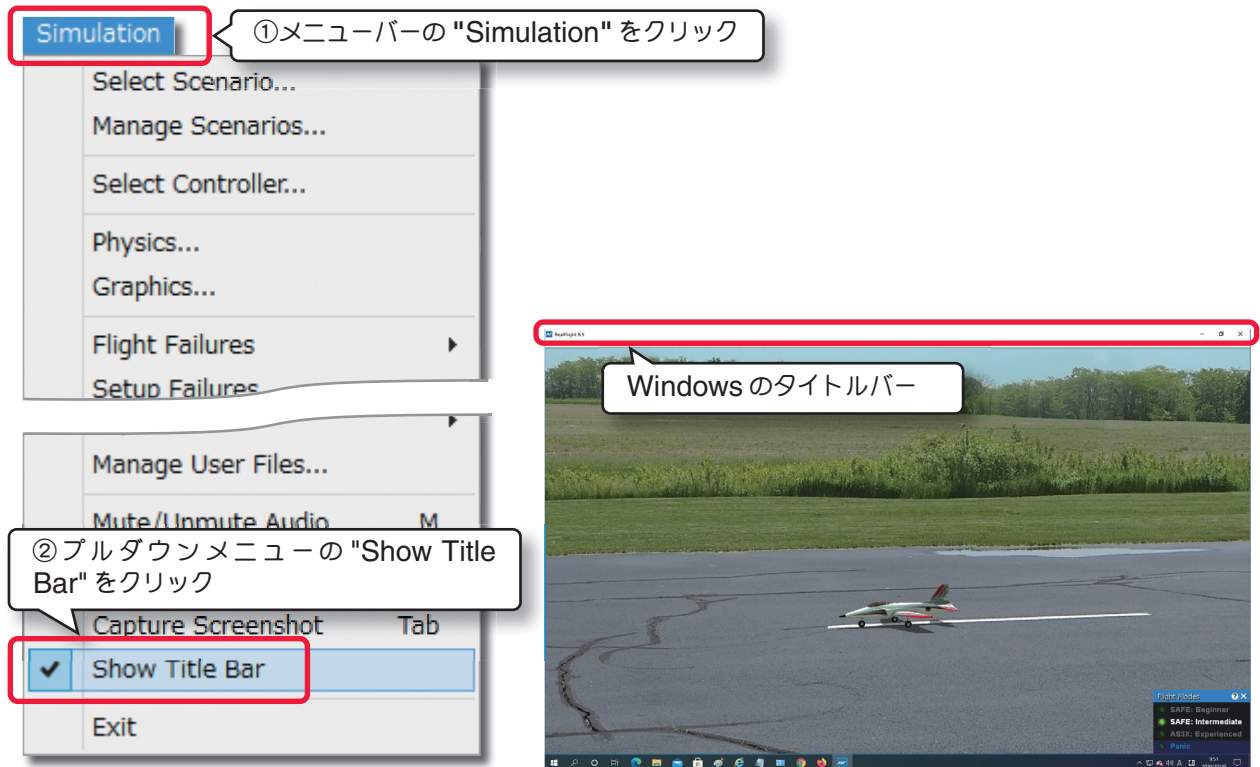 Simulation
①メニューバーの "Simulation" をクリック
Select Scenario...
Manage Scenarios...
Select Controller...
Physics...
Graphics...
Flight Failures
Setup Failures
Manage User Files...
Mute/Unmute Audio M
②プルダウンメニューの "Show Title
Bar" をクリック
Capture Screenshot Tab
Show Title Bar
Exit
RealFlight 9.5
Windows のタイトルバー
Flight Modes
SAFE: Beginner
SAFE: Intermediate
AS3X: Experienced
Panic